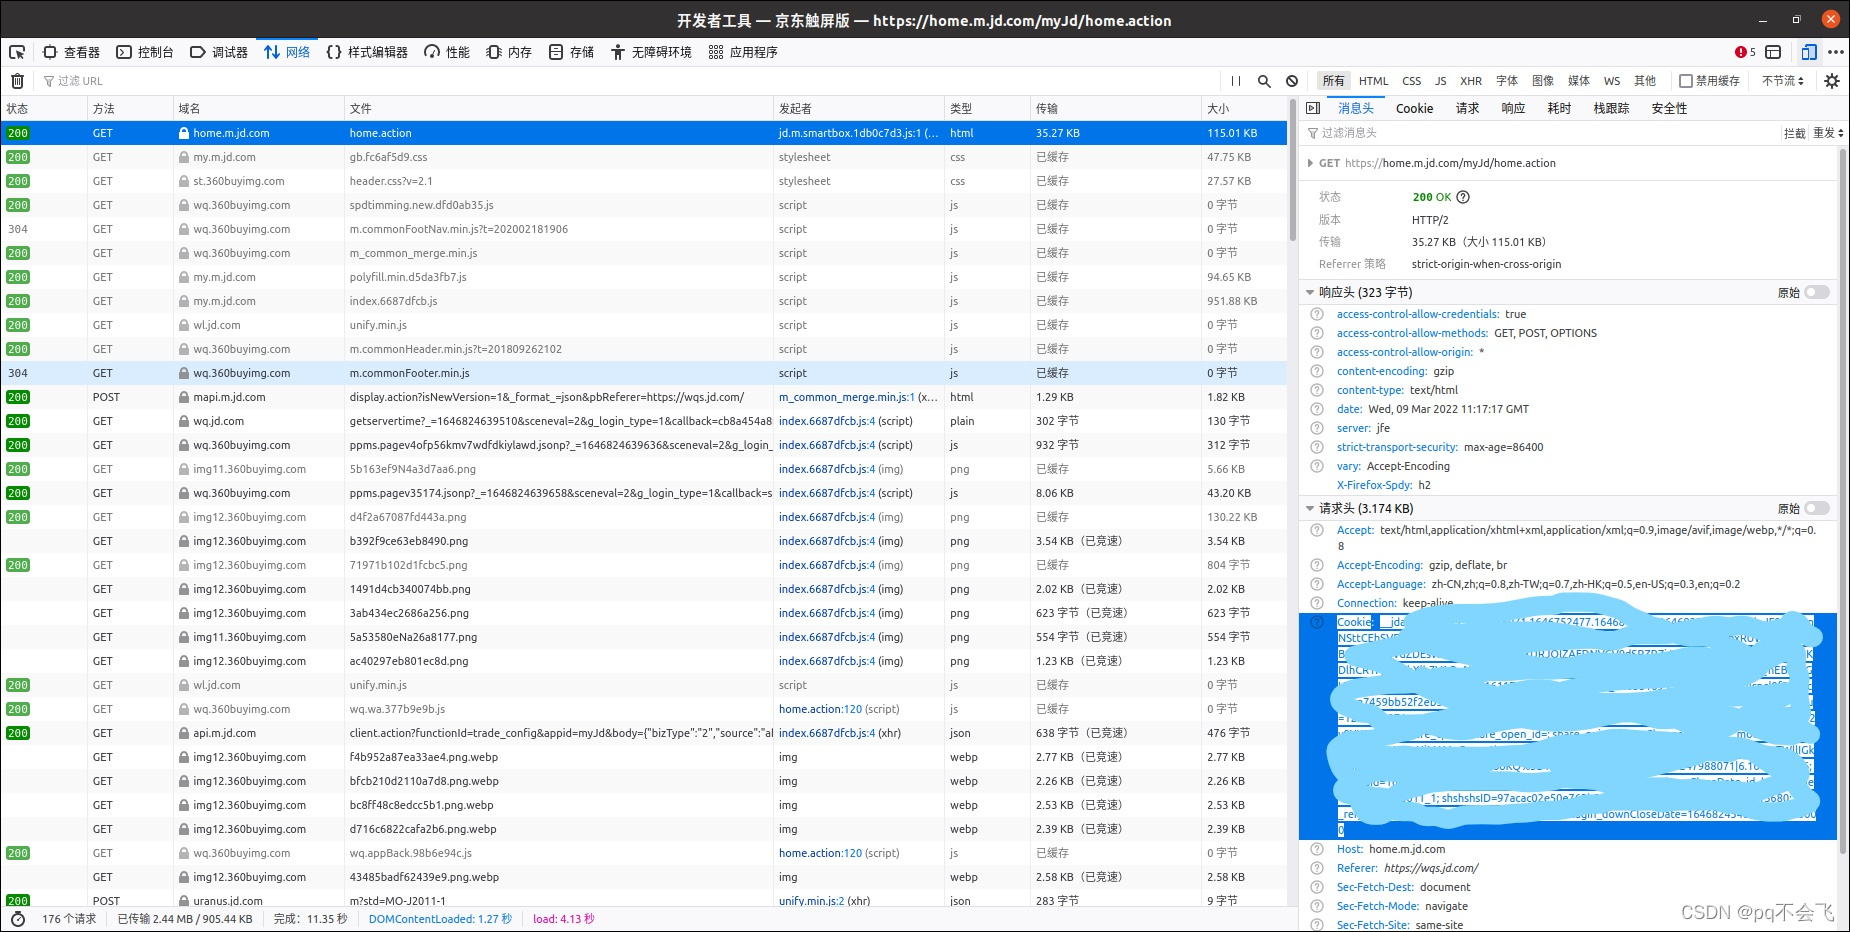 开发者工具 — 京东触屏版 — https://home.m.jd.com/myJd/home.action
查看器 控制台 调试器 网络 样式编辑器 性能 内存 存储 无障碍环境 应用程序 5
过滤 URL 所有 HTML CSS JS XHR 字体 图像 媒体 WS 其他 禁用缓存 不节流
状态 方法 域名 文件 发起者 类型 传输 大小
200 GET home.m.jd.com home.action jd.m.smartbox.1db0c7d3.js:1 (... html 35.27 KB 115.01 KB
200 GET my.m.jd.com gb.fc6af5d9.css stylesheet css 已缓存 47.75 KB
200 GET st.360buyimg.com header.css?v=2.1 stylesheet css 已缓存 27.57 KB
200 GET wq.360buyimg.com spdtimming.new.dfd0ab35.js script js 已缓存 0 字节
304 GET wq.360buyimg.com m.commonFootNav.min.js?t=202002181906 script js 已缓存 0 字节
200 GET wq.360buyimg.com m_common_merge.min.js script js 已缓存 0 字节
200 GET my.m.jd.com polyfill.min.d5da3fb7.js script js 已缓存 94.65 KB
200 GET my.m.jd.com index.6687dfcb.js script js 已缓存 951.88 KB
200 GET wl.jd.com unify.min.js script js 已缓存 0 字节
200 GET wq.360buyimg.com m.commonHeader.min.js?t=201809262102 script js 已缓存 0 字节
304 GET wq.360buyimg.com m.commonFooter.min.js script js 已缓存 0 字节
200 POST mapi.m.jd.com display.action?isNewVersion=1&_format_=json&pbReferer=https://wqs.jd.com/ m_common_merge.min.js:1 (x... html 1.29 KB 1.82 KB
200 GET wq.jd.com getservertime?_=1646824639510&sceneval=2&g_login_type=1&callback=cb8a454a8 index.6687dfcb.js:4 (script) plain 302 字节 130 字节
200 GET wq.360buyimg.com ppms.pagev4ofp56kmv7wdfdkiylawd.jsonp?_=1646824639636&sceneval=2&g_login_ index.6687dfcb.js:4 (script) js 932 字节 312 字节
200 GET img11.360buyimg.com 5b163ef9N4a3d7aa6.png index.6687dfcb.js:4 (img) png 已缓存 5.66 KB
200 GET wq.360buyimg.com ppms.pagev35174.jsonp?_=1646824639658&sceneval=2&g_login_type=1&callback=s index.6687dfcb.js:4 (script) js 8.06 KB 43.20 KB
200 GET img12.360buyimg.com d4f2a67087fd443a.png index.6687dfcb.js:4 (img) png 已缓存 130.22 KB
GET img12.360buyimg.com b392f9ce63eb8490.png index.6687dfcb.js:4 (img) png 3.54 KB（已竞速） 3.54 KB
200 GET img12.360buyimg.com 71971b102d1fcbc5.png index.6687dfcb.js:4 (img) png 已缓存 804 字节
GET img12.360buyimg.com 1491d4cb340074bb.png index.6687dfcb.js:4 (img) png 2.02 KB（已竞速） 2.02 KB
GET img12.360buyimg.com 3ab434ec2686a256.png index.6687dfcb.js:4 (img) png 623 字节（已竞速） 623 字节
GET img11.360buyimg.com 5a53580eNa26a8177.png index.6687dfcb.js:4 (img) png 554 字节（已竞速） 554 字节
GET img12.360buyimg.com ac40297eb801ec8d.png index.6687dfcb.js:4 (img) png 1.23 KB（已竞速） 1.23 KB
200 GET wl.jd.com unify.min.js script js 已缓存 0 字节
200 GET wq.360buyimg.com wq.wa.377b9e9b.js home.action:120 (script) js 已缓存 0 字节
200 GET api.m.jd.com client.action?functionId=trade_config&appid=myJd&body={"bizType":"2","source":"al index.6687dfcb.js:4 (xhr) json 638 字节（已竞速） 476 字节
GET img12.360buyimg.com f4b952a87ea33ae4.png.webp img webp 2.77 KB（已竞速） 2.77 KB
GET img12.360buyimg.com bfcb210d2110a7d8.png.webp img webp 2.26 KB（已竞速） 2.26 KB
GET img12.360buyimg.com bc8ff48c8edcc5b1.png.webp img webp 2.53 KB（已竞速） 2.53 KB
GET img12.360buyimg.com d716c6822cafa2b6.png.webp img webp 2.39 KB（已竞速） 2.39 KB
200 GET wq.360buyimg.com wq.appBack.98b6e94c.js home.action:120 (script) js 已缓存 0 字节
GET img12.360buyimg.com 43485badf62439e9.png.webp img webp 2.58 KB（已竞速） 2.58 KB
200 POST uranus.jd.com m?std=MO-J2011-1 unify.min.js:2 (xhr) json 283 字节 9 字节
176 个请求 已传输 2.44 MB / 905.44 KB 完成：11.35 秒 DOMContentLoaded: 1.27 秒 load: 4.13 秒
消息头 Cookie 请求 响应 耗时 栈跟踪 安全性
过滤消息头 拦截 重发
GET https://home.m.jd.com/myJd/home.action
状态 200 OK
版本 HTTP/2
传输 35.27 KB（大小 115.01 KB）
Referrer 策略 strict-origin-when-cross-origin
响应头 (323 字节) 原始
access-control-allow-credentials: true
access-control-allow-methods: GET, POST, OPTIONS
access-control-allow-origin: *
content-encoding: gzip
content-type: text/html
date: Wed, 09 Mar 2022 11:17:17 GMT
server: jfe
strict-transport-security: max-age=86400
vary: Accept-Encoding
X-Firefox-Spdy: h2
请求头 (3.174 KB) 原始
Accept: text/html,application/xhtml+xml,application/xml;q=0.9,image/avif,image/webp,*/*;q=0.
8
Accept-Encoding: gzip, deflate, br
Accept-Language: zh-CN,zh;q=0.8,zh-TW;q=0.7,zh-HK;q=0.5,en-US;q=0.3,en;q=0.2
Connection: keep-alive
Cookie:
Host: home.m.jd.com
Referer: https://wqs.jd.com/
Sec-Fetch-Dest: document
Sec-Fetch-Mode: navigate
Sec-Fetch-Site: same-site
CSDN @pq不会飞